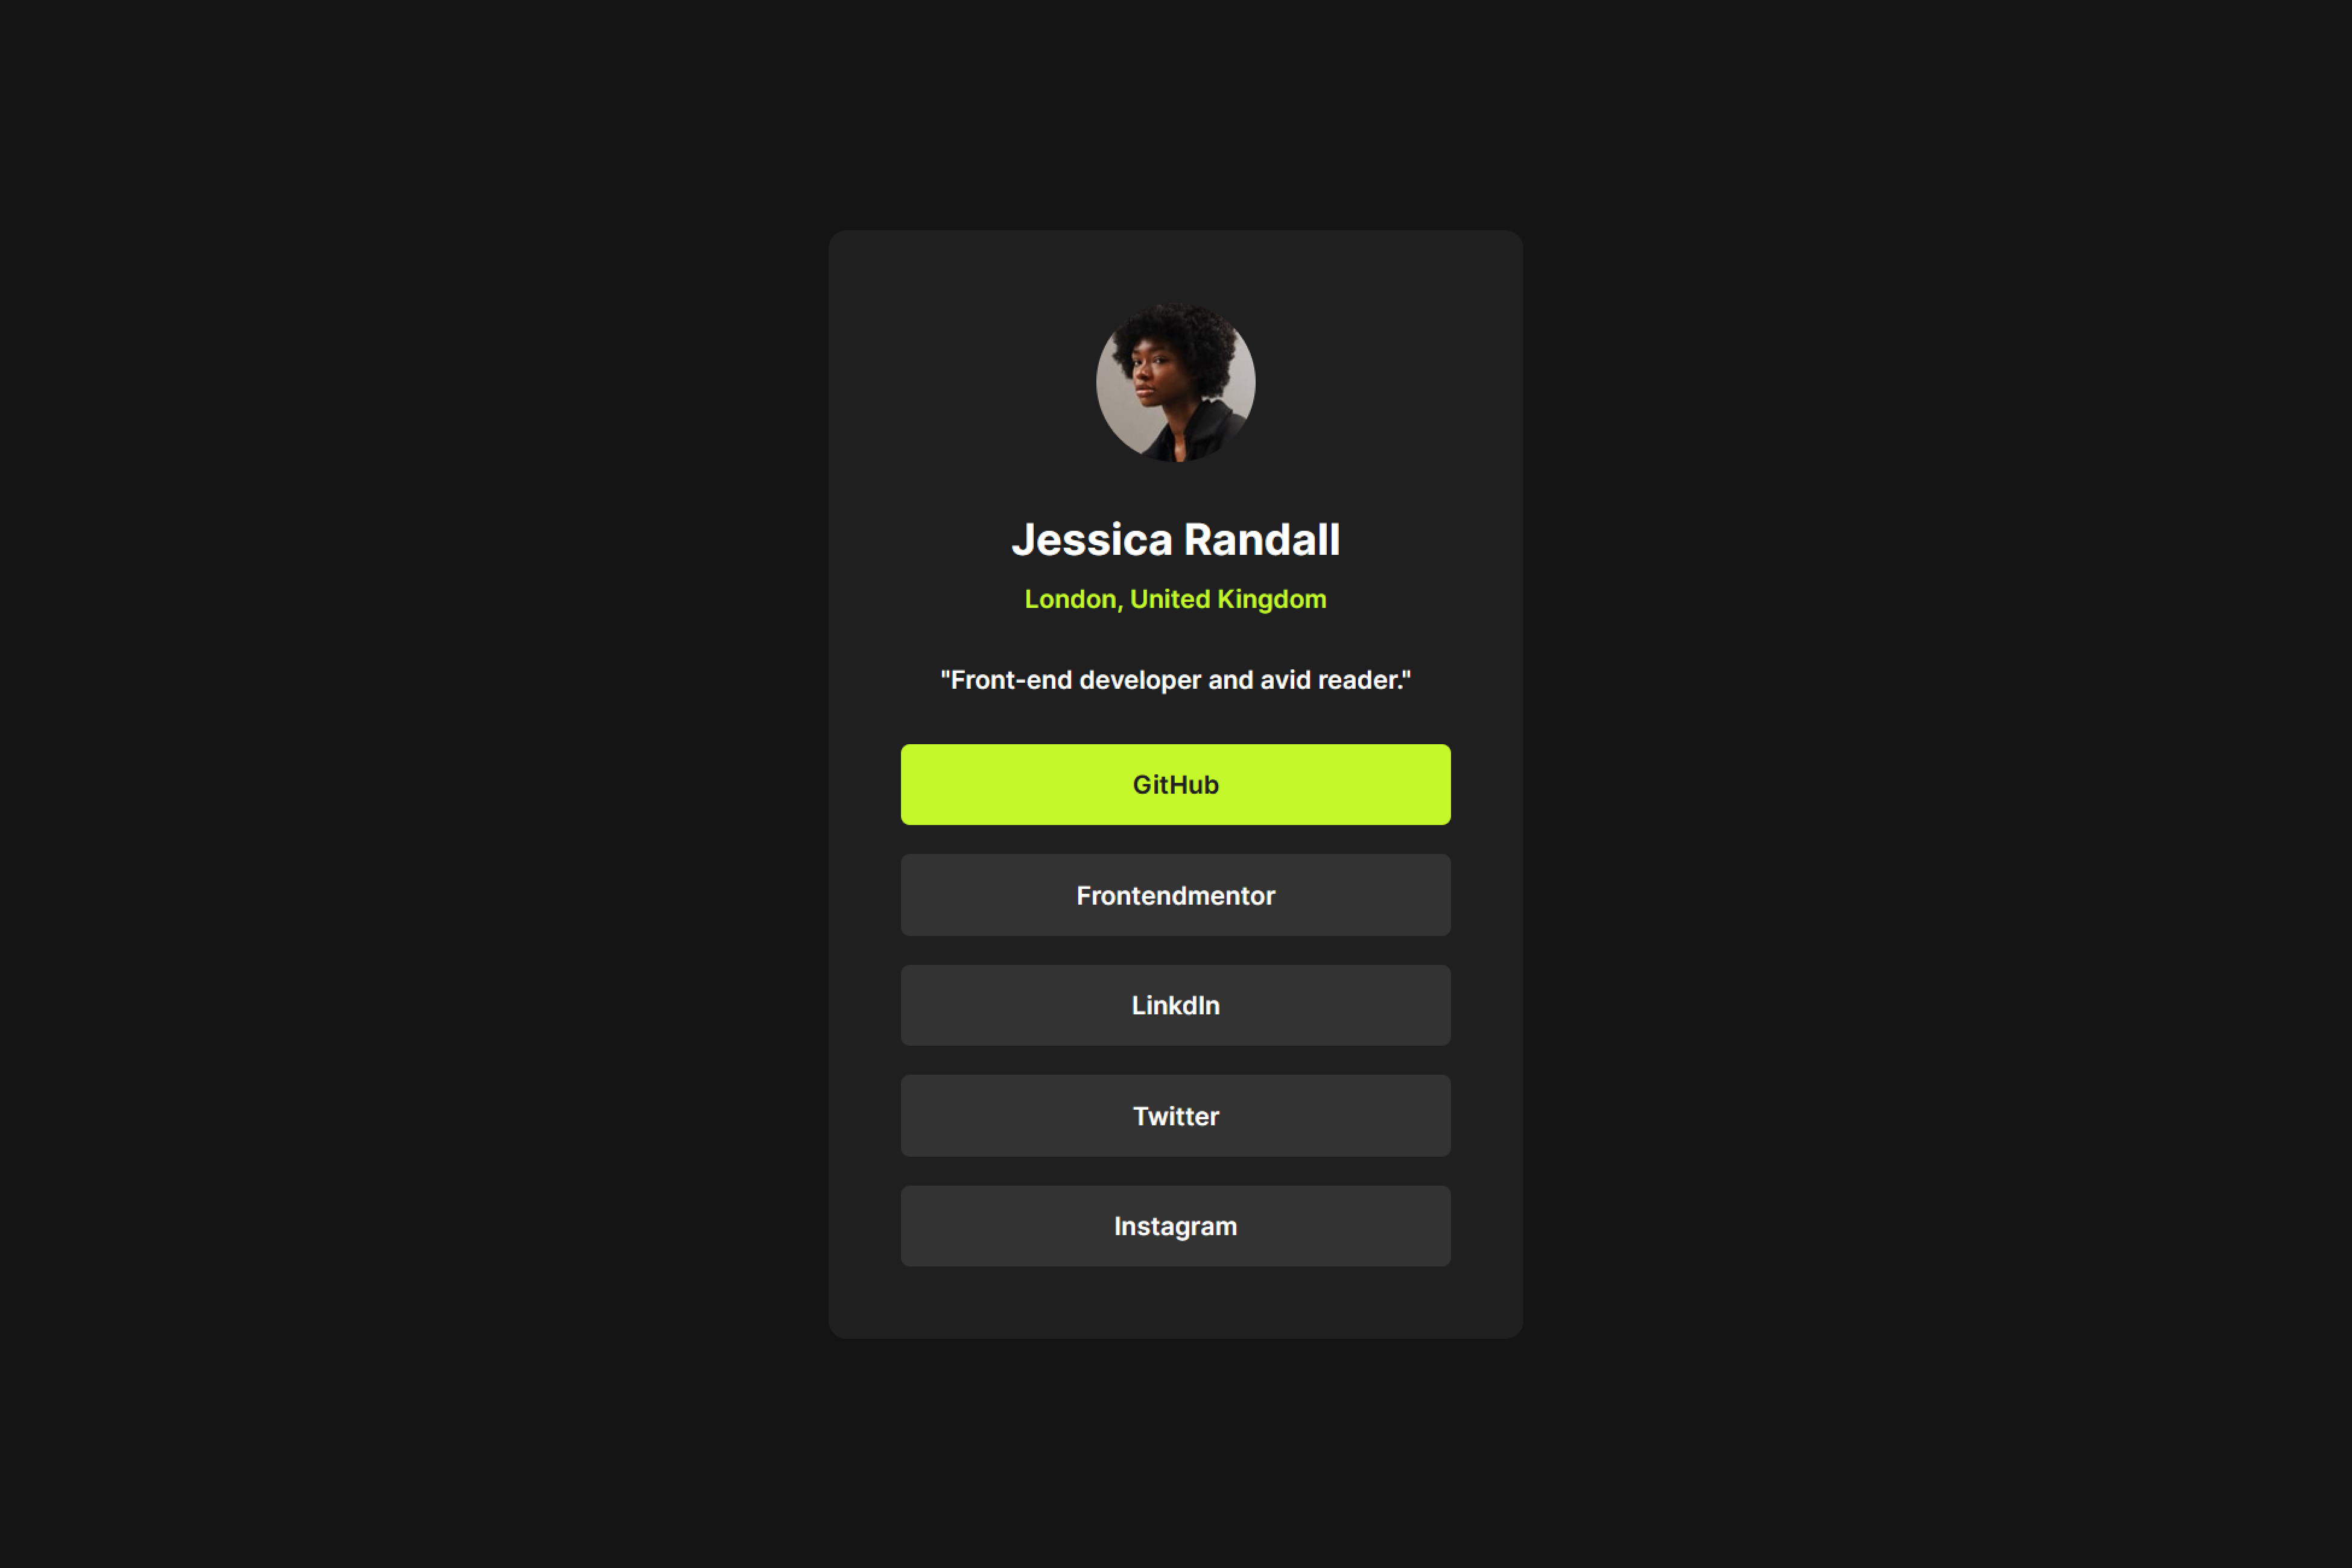 Jessica Randall
London, United Kingdom
"Front-end developer and avid reader."
GitHub
Frontendmentor
LinkdIn
Twitter
Instagram